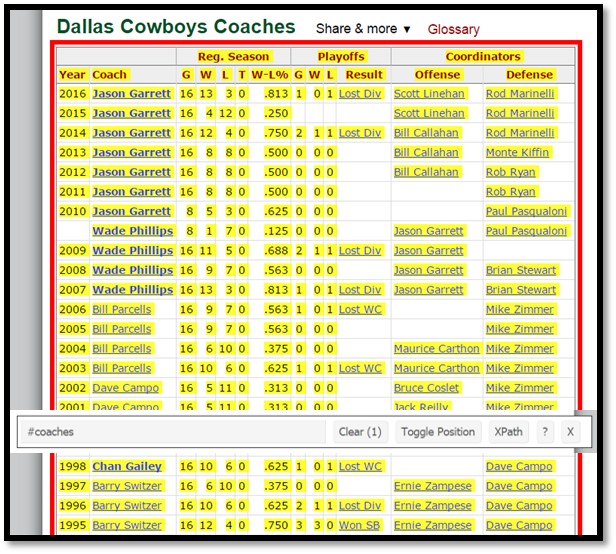 Dallas Cowboys Coaches Share & more ▼ Glossary
Reg. Season Playoffs Coordinators
Year Coach G W L T W-L% G W L Result Offense Defense
2016 Jason Garrett 16 13 3 0 .813 1 0 1 Lost Div Scott Linehan Rod Marinelli
2015 Jason Garrett 16 4 12 0 .250 Scott Linehan Rod Marinelli
2014 Jason Garrett 16 12 4 0 .750 2 1 1 Lost Div Bill Callahan Rod Marinelli
2013 Jason Garrett 16 8 8 0 .500 0 0 0 Bill Callahan Monte Kiffin
2012 Jason Garrett 16 8 8 0 .500 0 0 0 Bill Callahan Rob Ryan
2011 Jason Garrett 16 8 8 0 .500 0 0 0 Rob Ryan
2010 Jason Garrett 8 5 3 0 .625 0 0 0 Paul Pasqualoni
Wade Phillips 8 1 7 0 .125 0 0 0 Jason Garrett Paul Pasqualoni
2009 Wade Phillips 16 11 5 0 .688 2 1 1 Lost Div Jason Garrett
2008 Wade Phillips 16 9 7 0 .563 0 0 0 Jason Garrett Brian Stewart
2007 Wade Phillips 16 13 3 0 .813 1 0 1 Lost Div Jason Garrett Brian Stewart
2006 Bill Parcells 16 9 7 0 .563 1 0 1 Lost WC Mike Zimmer
2005 Bill Parcells 16 9 7 0 .563 0 0 0 Mike Zimmer
2004 Bill Parcells 16 6 10 0 .375 0 0 0 Maurice Carthon Mike Zimmer
2003 Bill Parcells 16 10 6 0 .625 1 0 1 Lost WC Maurice Carthon Mike Zimmer
2002 Dave Campo 16 5 11 0 .313 0 0 0 Bruce Coslet Mike Zimmer
2001 Dave Campo 16 5 11 0 .313 0 0 0 Jack Reilly Mike Zimmer
#coaches Clear (1) Toggle Position XPath ? X
1998 Chan Gailey 16 10 6 0 .625 1 0 1 Lost WC Dave Campo
1997 Barry Switzer 16 6 10 0 .375 0 0 0 Ernie Zampese Dave Campo
1996 Barry Switzer 16 10 6 0 .625 2 1 1 Lost Div Ernie Zampese Dave Campo
1995 Barry Switzer 16 12 4 0 .750 3 3 0 Won SB Ernie Zampese Dave Campo